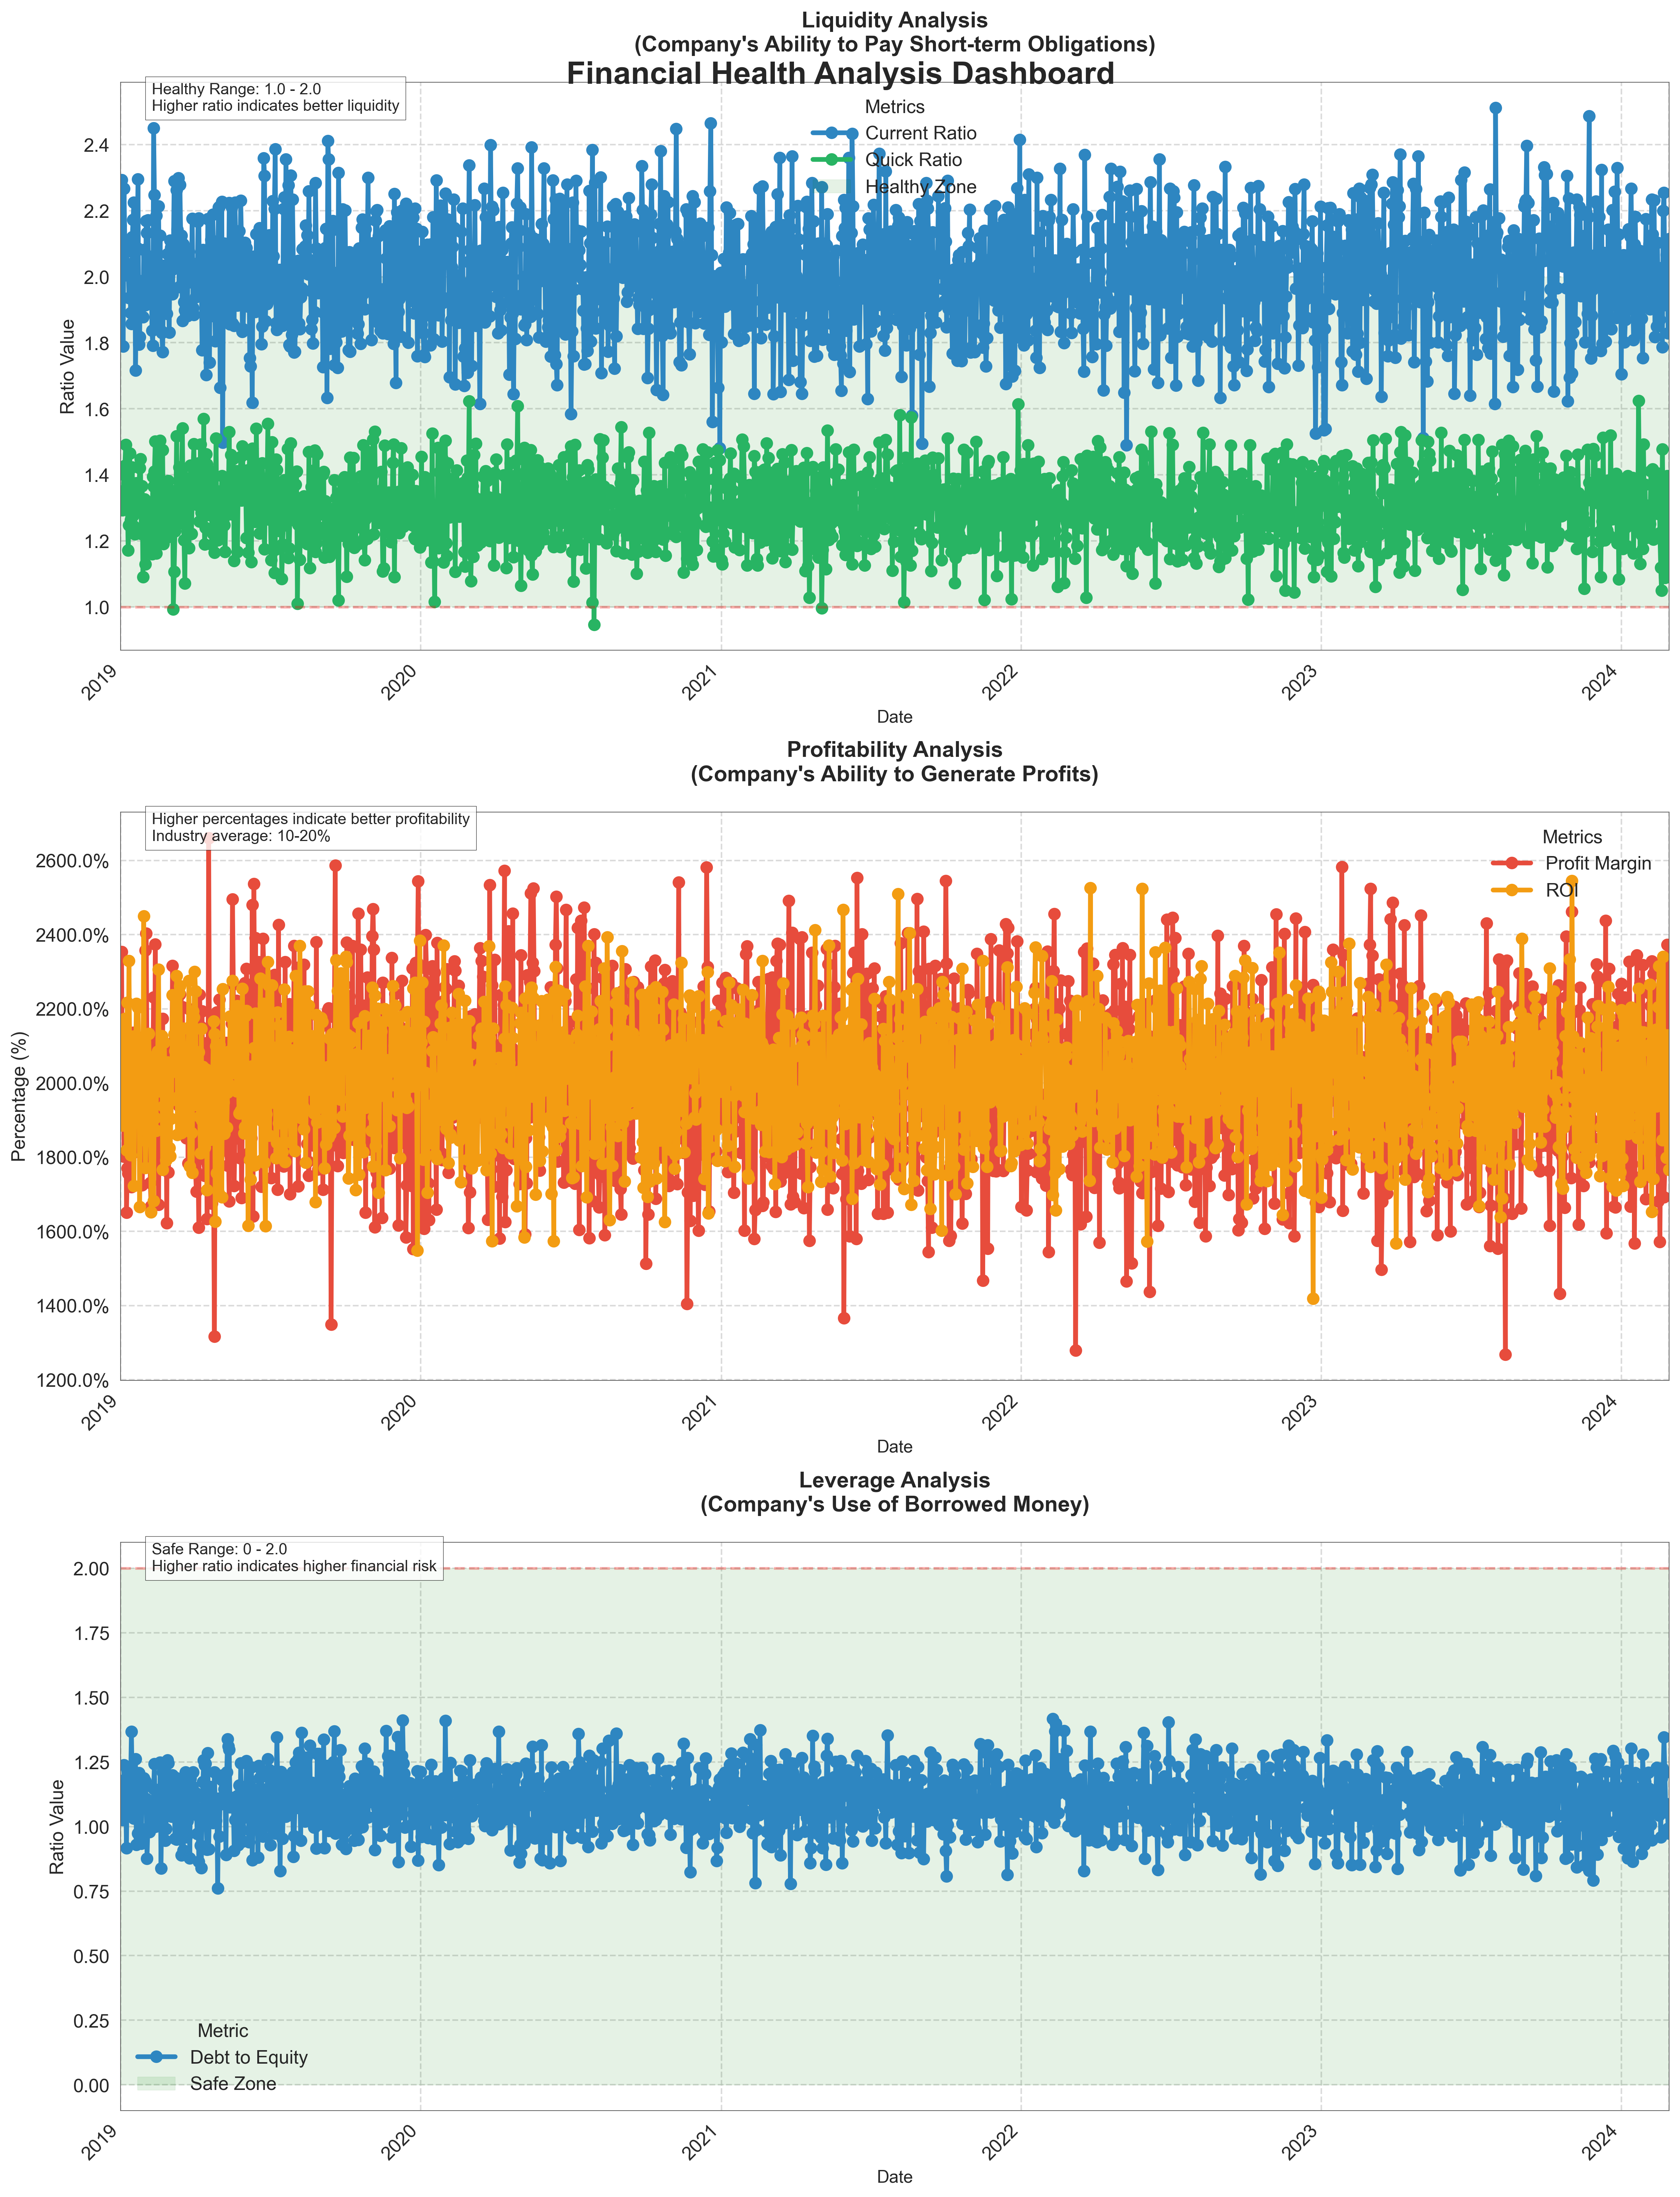 Liquidity Analysis
(Company's Ability to Pay Short-term Obligations)
Financial Health Analysis Dashboard
Healthy Range: 1.0 - 2.0
Higher ratio indicates better liquidity
Metrics
Current Ratio
Quick Ratio
Healthy Zone
2.4
2.2
2.0
1.8
1.6
1.4
1.2
1.0
Ratio Value
2019
2020
2021
2022
2023
2024
Date
Profitability Analysis
(Company's Ability to Generate Profits)
Higher percentages indicate better profitability
Industry average: 10-20%
Metrics
Profit Margin
ROI
2600.0%
2400.0%
2200.0%
2000.0%
1800.0%
1600.0%
1400.0%
1200.0%
Percentage (%)
2019
2020
2021
2022
2023
2024
Date
Leverage Analysis
(Company's Use of Borrowed Money)
Safe Range: 0 - 2.0
Higher ratio indicates higher financial risk
2.00
1.75
1.50
1.25
1.00
0.75
0.50
0.25
0.00
Ratio Value
Metric
Debt to Equity
Safe Zone
2019
2020
2021
2022
2023
2024
Date